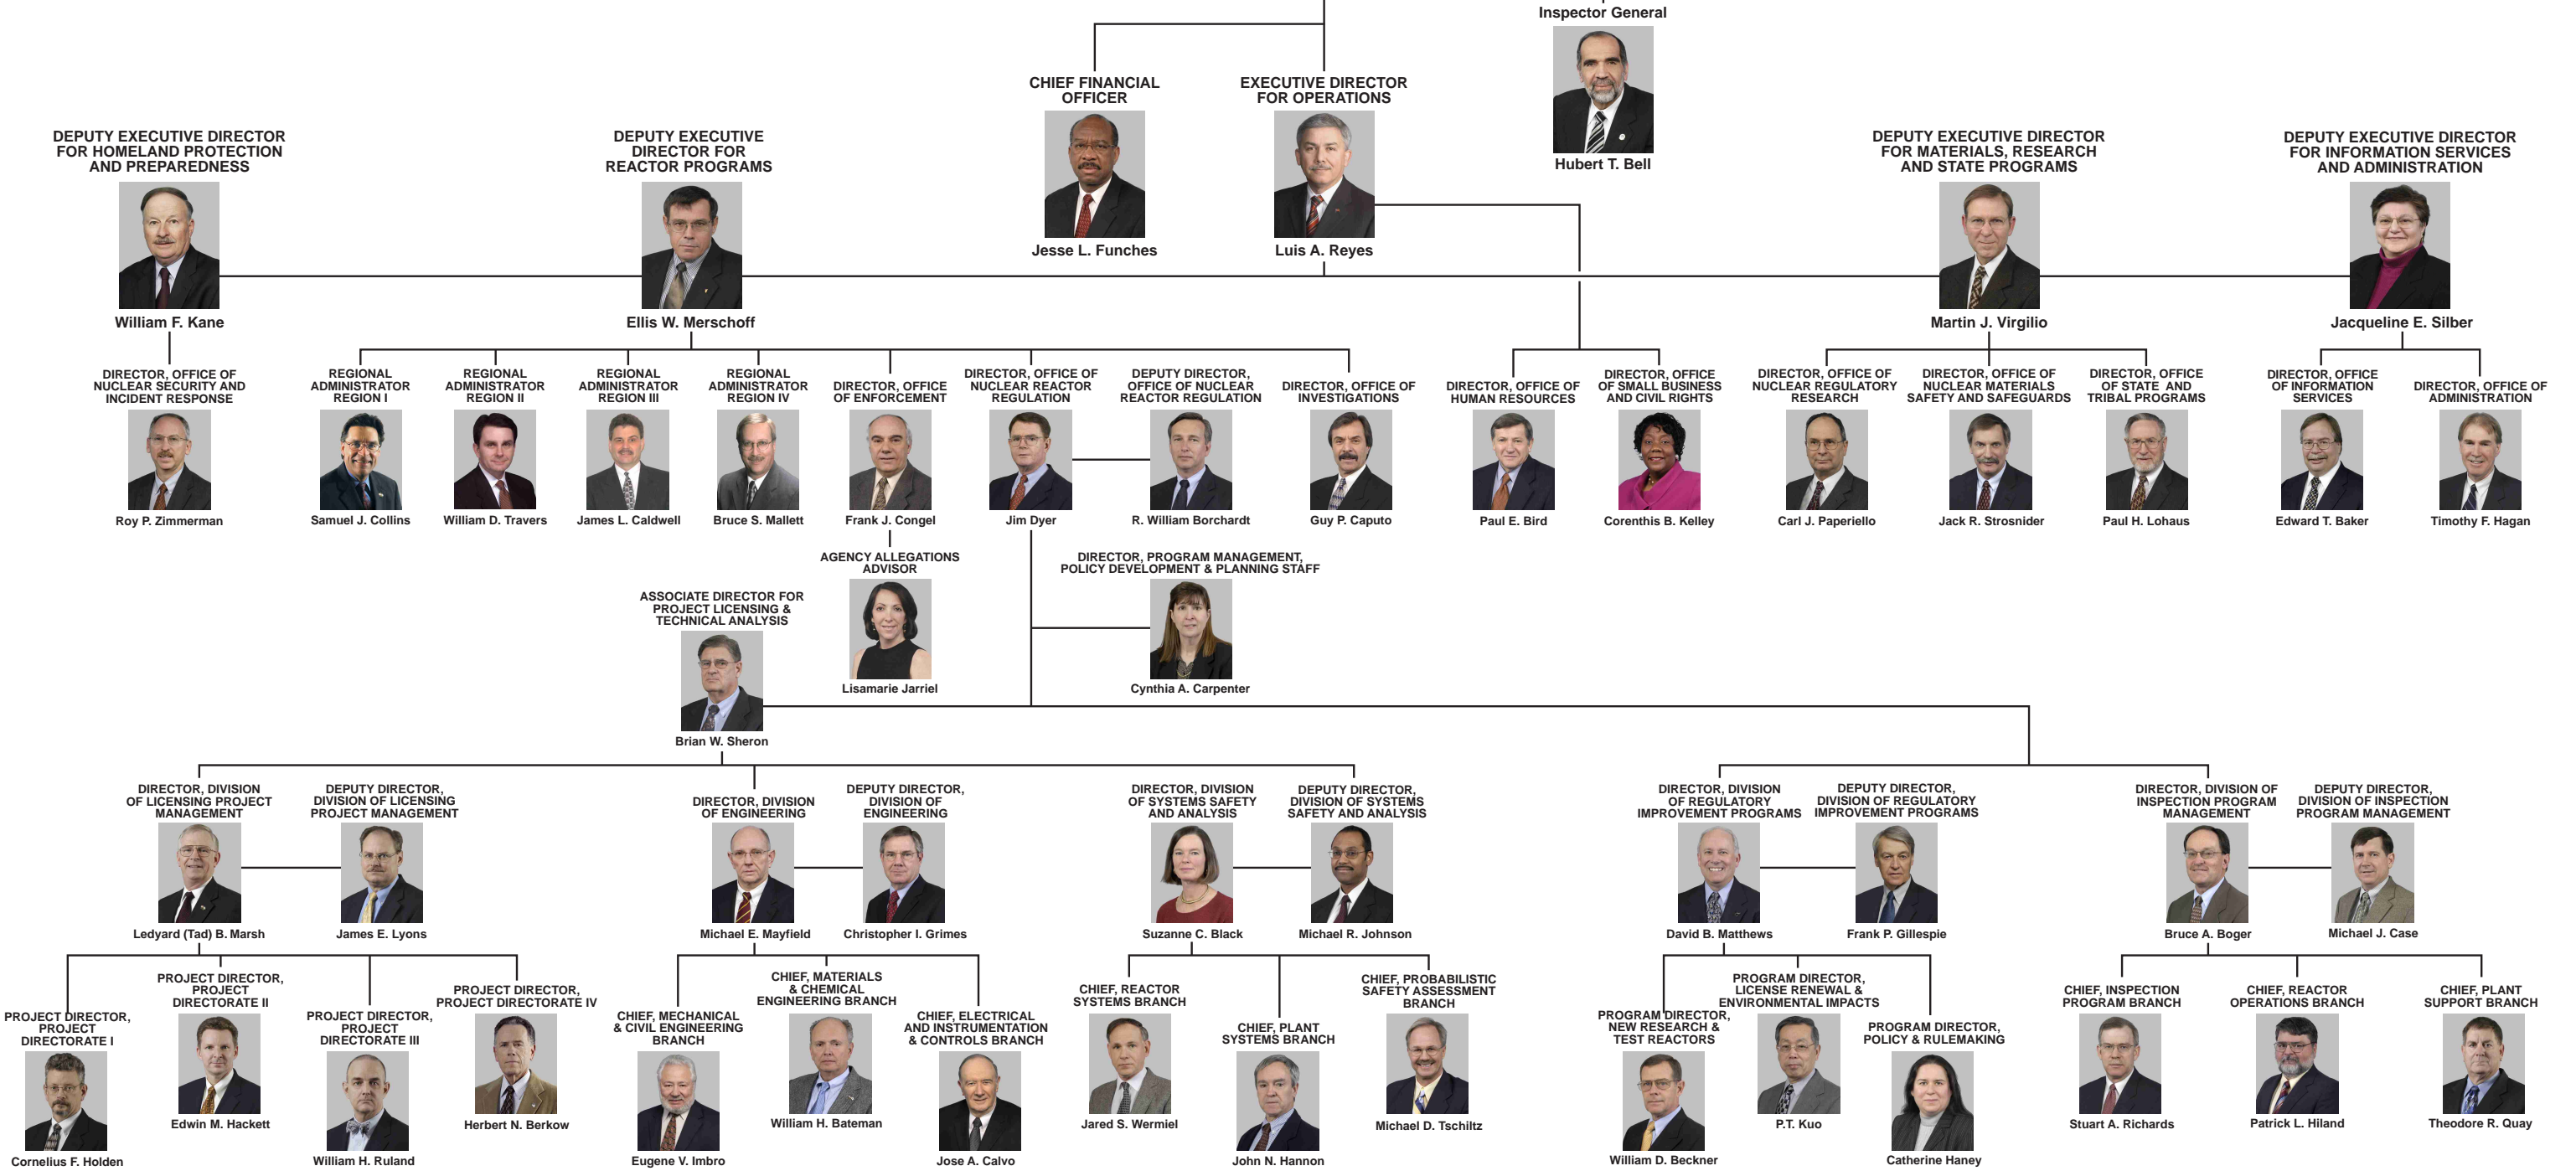 Inspector General
Hubert T. Bell
CHIEF FINANCIAL
OFFICER
Jesse L. Funches
EXECUTIVE DIRECTOR
FOR OPERATIONS
Luis A. Reyes
DEPUTY EXECUTIVE DIRECTOR
FOR HOMELAND PROTECTION
AND PREPAREDNESS
William F. Kane
DEPUTY EXECUTIVE
DIRECTOR FOR
REACTOR PROGRAMS
Ellis W. Merschoff
DEPUTY EXECUTIVE DIRECTOR
FOR MATERIALS, RESEARCH
AND STATE PROGRAMS
Martin J. Virgilio
DEPUTY EXECUTIVE DIRECTOR
FOR INFORMATION SERVICES
AND ADMINISTRATION
Jacqueline E. Silber
DIRECTOR, OFFICE OF
NUCLEAR SECURITY AND
INCIDENT RESPONSE
Roy P. Zimmerman
REGIONAL
ADMINISTRATOR
REGION I
Samuel J. Collins
REGIONAL
ADMINISTRATOR
REGION II
William D. Travers
REGIONAL
ADMINISTRATOR
REGION III
James L. Caldwell
REGIONAL
ADMINISTRATOR
REGION IV
Bruce S. Mallett
DIRECTOR, OFFICE
OF ENFORCEMENT
Frank J. Congel
DIRECTOR, OFFICE OF
NUCLEAR REACTOR
REGULATION
Jim Dyer
DEPUTY DIRECTOR,
OFFICE OF NUCLEAR
REACTOR REGULATION
R. William Borchardt
DIRECTOR, OFFICE OF
INVESTIGATIONS
Guy P. Caputo
DIRECTOR, OFFICE OF
HUMAN RESOURCES
Paul E. Bird
DIRECTOR, OFFICE
OF SMALL BUSINESS
AND CIVIL RIGHTS
Corenthis B. Kelley
DIRECTOR, OFFICE OF
NUCLEAR REGULATORY
RESEARCH
Carl J. Paperiello
DIRECTOR, OFFICE OF
NUCLEAR MATERIALS
SAFETY AND SAFEGUARDS
Jack R. Strosnider
DIRECTOR, OFFICE
OF STATE AND
TRIBAL PROGRAMS
Paul H. Lohaus
DIRECTOR, OFFICE
OF INFORMATION
SERVICES
Edward T. Baker
DIRECTOR, OFFICE OF
ADMINISTRATION
Timothy F. Hagan
AGENCY ALLEGATIONS
ADVISOR
Lisamarie Jarriel
DIRECTOR, PROGRAM MANAGEMENT,
POLICY DEVELOPMENT & PLANNING STAFF
Cynthia A. Carpenter
ASSOCIATE DIRECTOR FOR
PROJECT LICENSING &
TECHNICAL ANALYSIS
Brian W. Sheron
DIRECTOR, DIVISION
OF LICENSING PROJECT
MANAGEMENT
Ledyard (Tad) B. Marsh
DEPUTY DIRECTOR,
DIVISION OF LICENSING
PROJECT MANAGEMENT
James E. Lyons
DIRECTOR, DIVISION
OF ENGINEERING
Michael E. Mayfield
DEPUTY DIRECTOR,
DIVISION OF
ENGINEERING
Christopher I. Grimes
DIRECTOR, DIVISION
OF SYSTEMS SAFETY
AND ANALYSIS
Suzanne C. Black
DEPUTY DIRECTOR,
DIVISION OF SYSTEMS
SAFETY AND ANALYSIS
Michael R. Johnson
DIRECTOR, DIVISION
OF REGULATORY
IMPROVEMENT PROGRAMS
David B. Matthews
DEPUTY DIRECTOR,
DIVISION OF REGULATORY
IMPROVEMENT PROGRAMS
Frank P. Gillespie
DIRECTOR, DIVISION OF
INSPECTION PROGRAM
MANAGEMENT
Bruce A. Boger
DEPUTY DIRECTOR,
DIVISION OF INSPECTION
PROGRAM MANAGEMENT
Michael J. Case
PROJECT DIRECTOR,
PROJECT
DIRECTORATE I
Cornelius F. Holden
PROJECT DIRECTOR,
PROJECT
DIRECTORATE II
Edwin M. Hackett
PROJECT DIRECTOR,
PROJECT
DIRECTORATE III
William H. Ruland
PROJECT DIRECTOR,
PROJECT DIRECTORATE IV
Herbert N. Berkow
CHIEF, MECHANICAL
& CIVIL ENGINEERING
BRANCH
Eugene V. Imbro
CHIEF, MATERIALS
& CHEMICAL
ENGINEERING BRANCH
William H. Bateman
CHIEF, ELECTRICAL
AND INSTRUMENTATION
& CONTROLS BRANCH
Jose A. Calvo
CHIEF, REACTOR
SYSTEMS BRANCH
Jared S. Wermiel
CHIEF, PLANT
SYSTEMS BRANCH
John N. Hannon
CHIEF, PROBABILISTIC
SAFETY ASSESSMENT
BRANCH
Michael D. Tschiltz
PROGRAM DIRECTOR,
NEW RESEARCH &
TEST REACTORS
William D. Beckner
PROGRAM DIRECTOR,
LICENSE RENEWAL &
ENVIRONMENTAL IMPACTS
P.T. Kuo
PROGRAM DIRECTOR,
POLICY & RULEMAKING
Catherine Haney
CHIEF, INSPECTION
PROGRAM BRANCH
Stuart A. Richards
CHIEF, REACTOR
OPERATIONS BRANCH
Patrick L. Hiland
CHIEF, PLANT
SUPPORT BRANCH
Theodore R. Quay